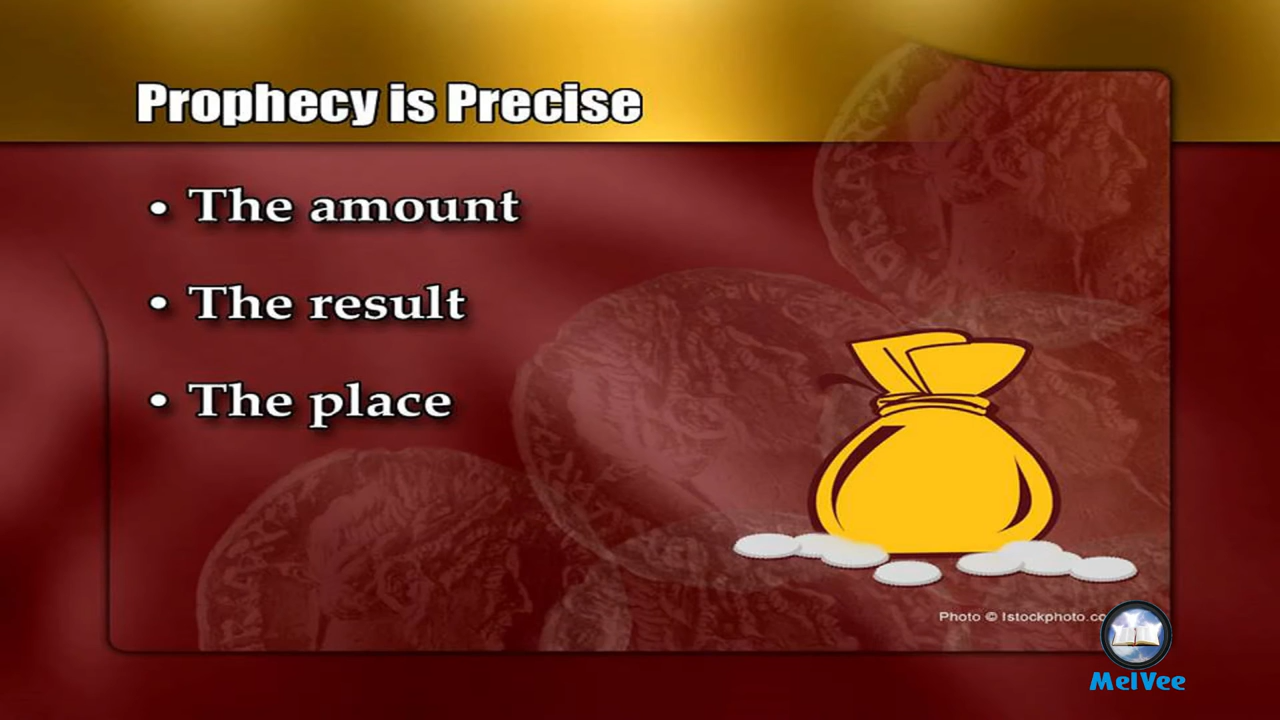 Prophecy is Precise
• The amount
• The result
• The place
Photo © Istockphoto.co
MelVee